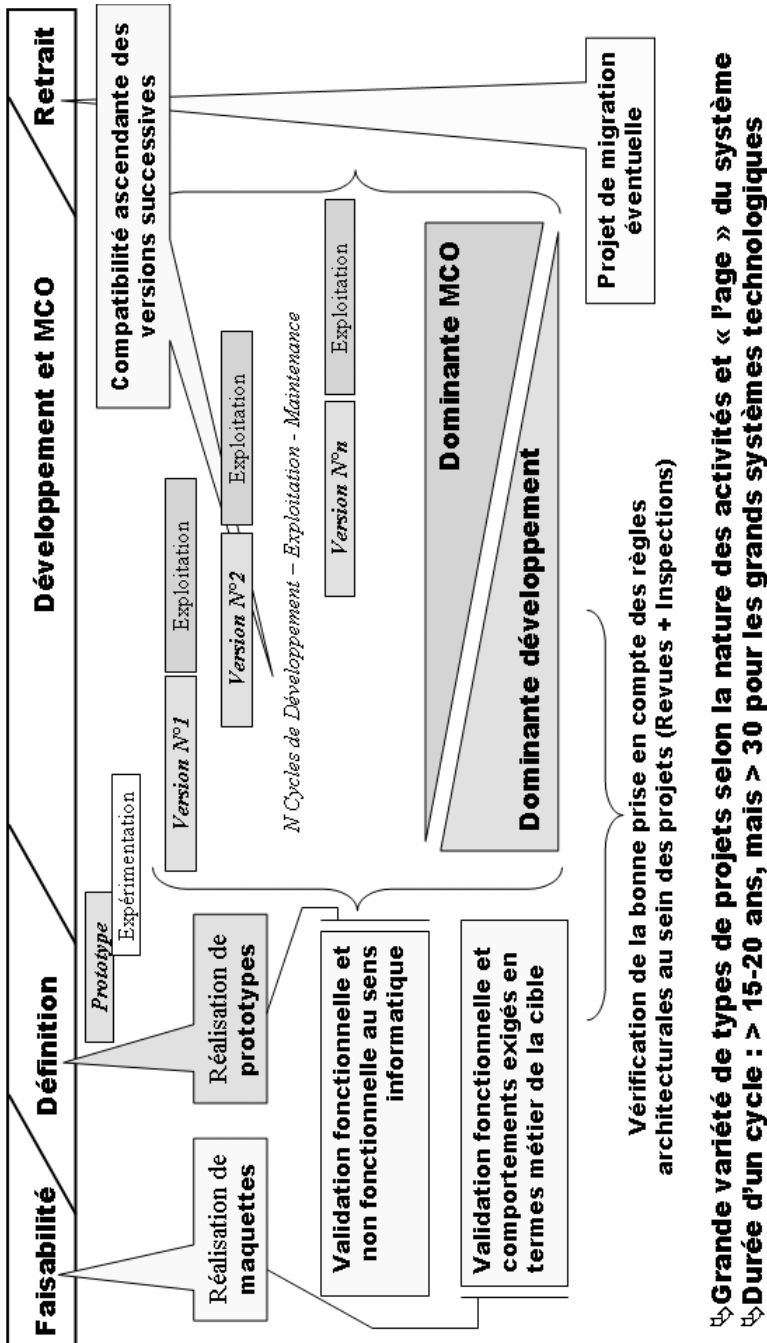 Faisabilité
Définition
Développement et MCO
Retrait
Prototype
Expérimentation
Réalisation de
maquettes
Réalisation de
prototypes
Version N°1
Exploitation
Version N°2
Exploitation
Compatibilité ascendante des
versions successives
N Cycles de Développement – Exploitation - Maintenance
Version N°n
Exploitation
Validation fonctionnelle et
non fonctionnelle au sens
informatique
Validation fonctionnelle et
comportements exigés en
termes métier de la cible
Dominante MCO
Dominante développement
Projet de migration
éventuelle
Vérification de la bonne prise en compte des règles
architecturales au sein des projets (Revues + Inspections)
Grande variété de types de projets selon la nature des activités et « l'age » du système
Durée d'un cycle : > 15-20 ans, mais > 30 pour les grands systèmes technologiques